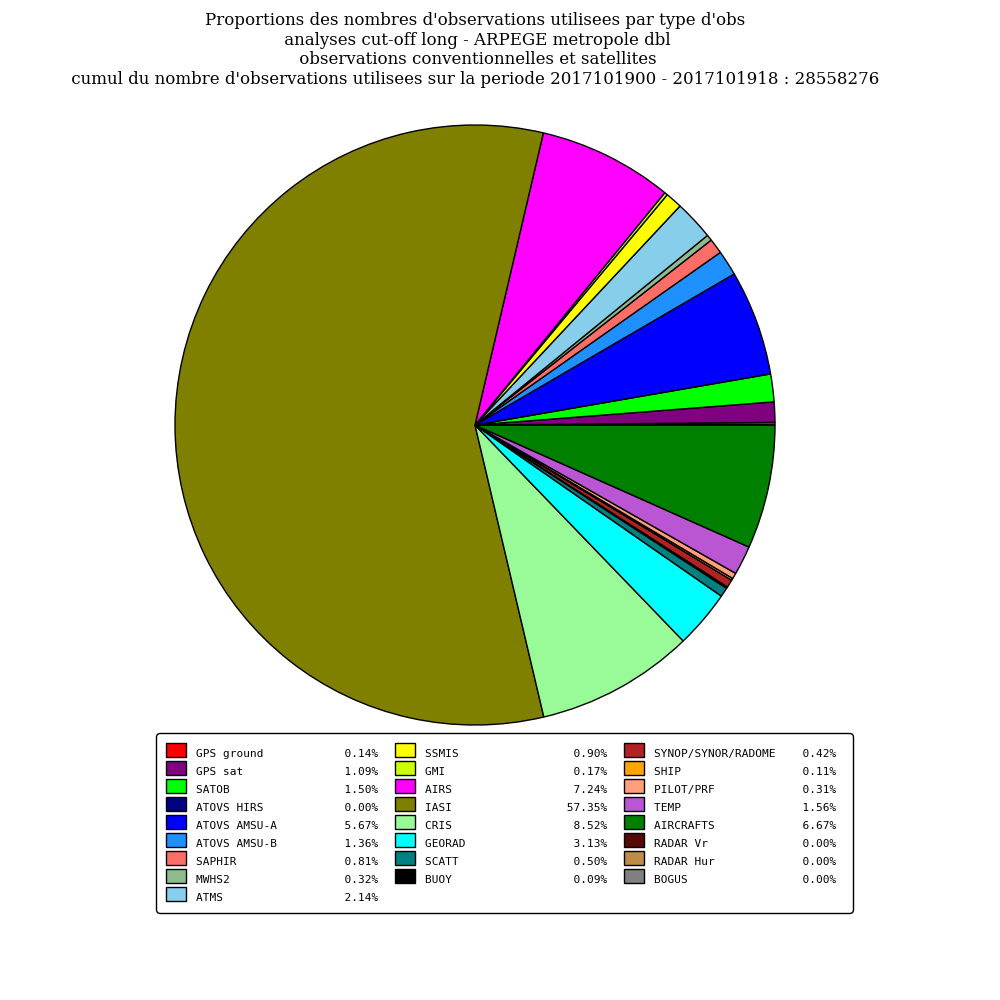 Proportions des nombres d'observations utilisees par type d'obs
analyses cut-off long - ARPEGE metropole dbl
observations conventionnelles et satellites
cumul du nombre d'observations utilisees sur la periode 2017101900 - 2017101918 : 28558276
GPS ground 0.14%
GPS sat 1.09%
SATOB 1.50%
ATOVS HIRS 0.00%
ATOVS AMSU-A 5.67%
ATOVS AMSU-B 1.36%
SAPHIR 0.81%
MWHS2 0.32%
ATMS 2.14%
SSMIS 0.90%
GMI 0.17%
AIRS 7.24%
IASI 57.35%
CRIS 8.52%
GEORAD 3.13%
SCATT 0.50%
BUOY 0.09%
SYNOP/SYNOR/RADOME 0.42%
SHIP 0.11%
PILOT/PRF 0.31%
TEMP 1.56%
AIRCRAFTS 6.67%
RADAR Vr 0.00%
RADAR Hur 0.00%
BOGUS 0.00%